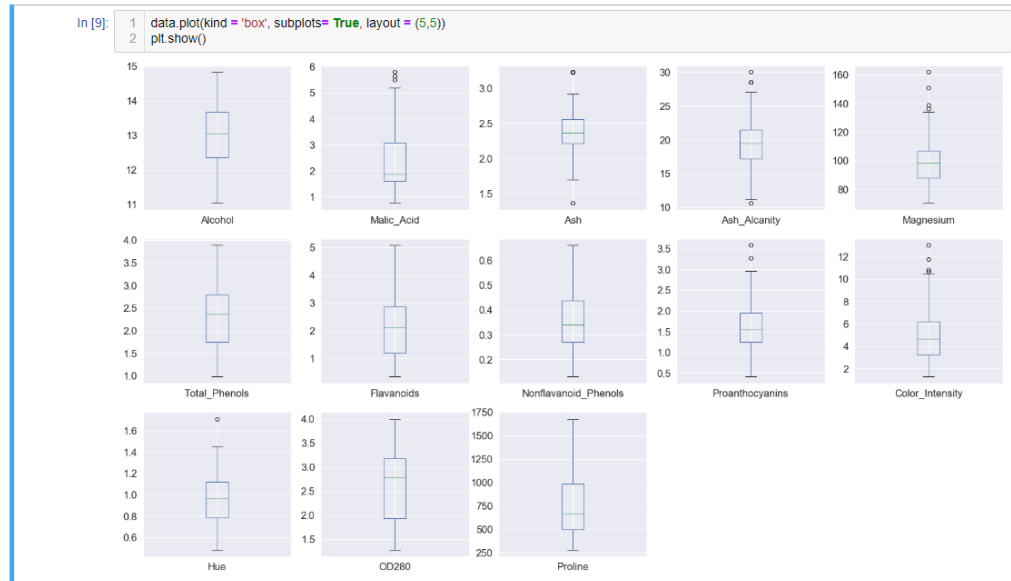 In [9]:
1 data.plot(kind = 'box', subplots= True, layout = (5,5))
2 plt.show()
15 14 13 12 11
Alcohol
6 5 4 3 2 1
Malic_Acid
3.0 2.5 2.0 1.5
Ash
30 25 20 15 10
Ash_Alcanity
160 140 120 100 80
Magnesium
4.0 3.5 3.0 2.5 2.0 1.5 1.0
Total_Phenols
5 4 3 2 1
Flavanoids
0.6 0.5 0.4 0.3 0.2
Nonflavanoid_Phenols
3.5 3.0 2.5 2.0 1.5 1.0 0.5
Proanthocyanins
12 10 8 6 4 2
Color_Intensity
1.6 1.4 1.2 1.0 0.8 0.6
Hue
4.0 3.5 3.0 2.5 2.0 1.5
OD280
1750 1500 1250 1000 750 500 250
Proline